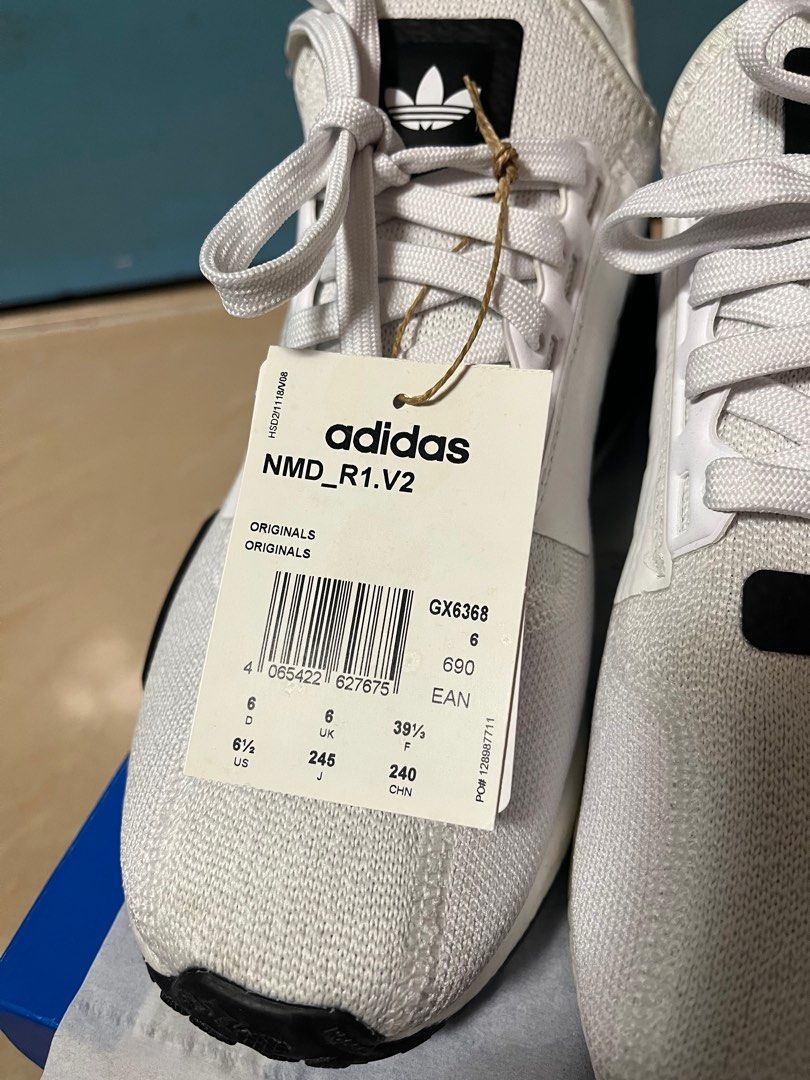 HSD2/1118/V08
adidas
NMD_R1.V2
ORIGINALS
ORIGINALS
GX6368
6
690
EAN
4 065422 627675
6 6 39⅓
D UK F
6½ 245 240
US J CHN
PO# 128987711